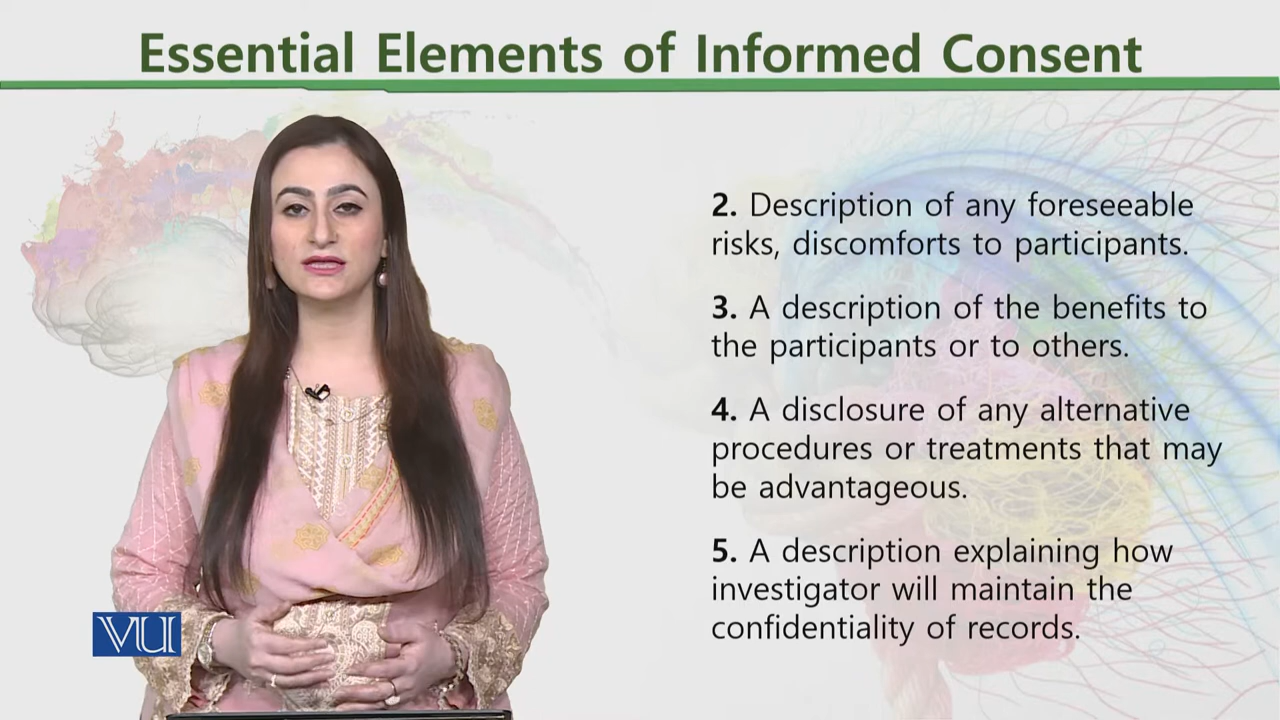 Essential Elements of Informed Consent
2. Description of any foreseeable
risks, discomforts to participants.
3. A description of the benefits to
the participants or to others.
4. A disclosure of any alternative
procedures or treatments that may
be advantageous.
5. A description explaining how
investigator will maintain the
confidentiality of records.
VU